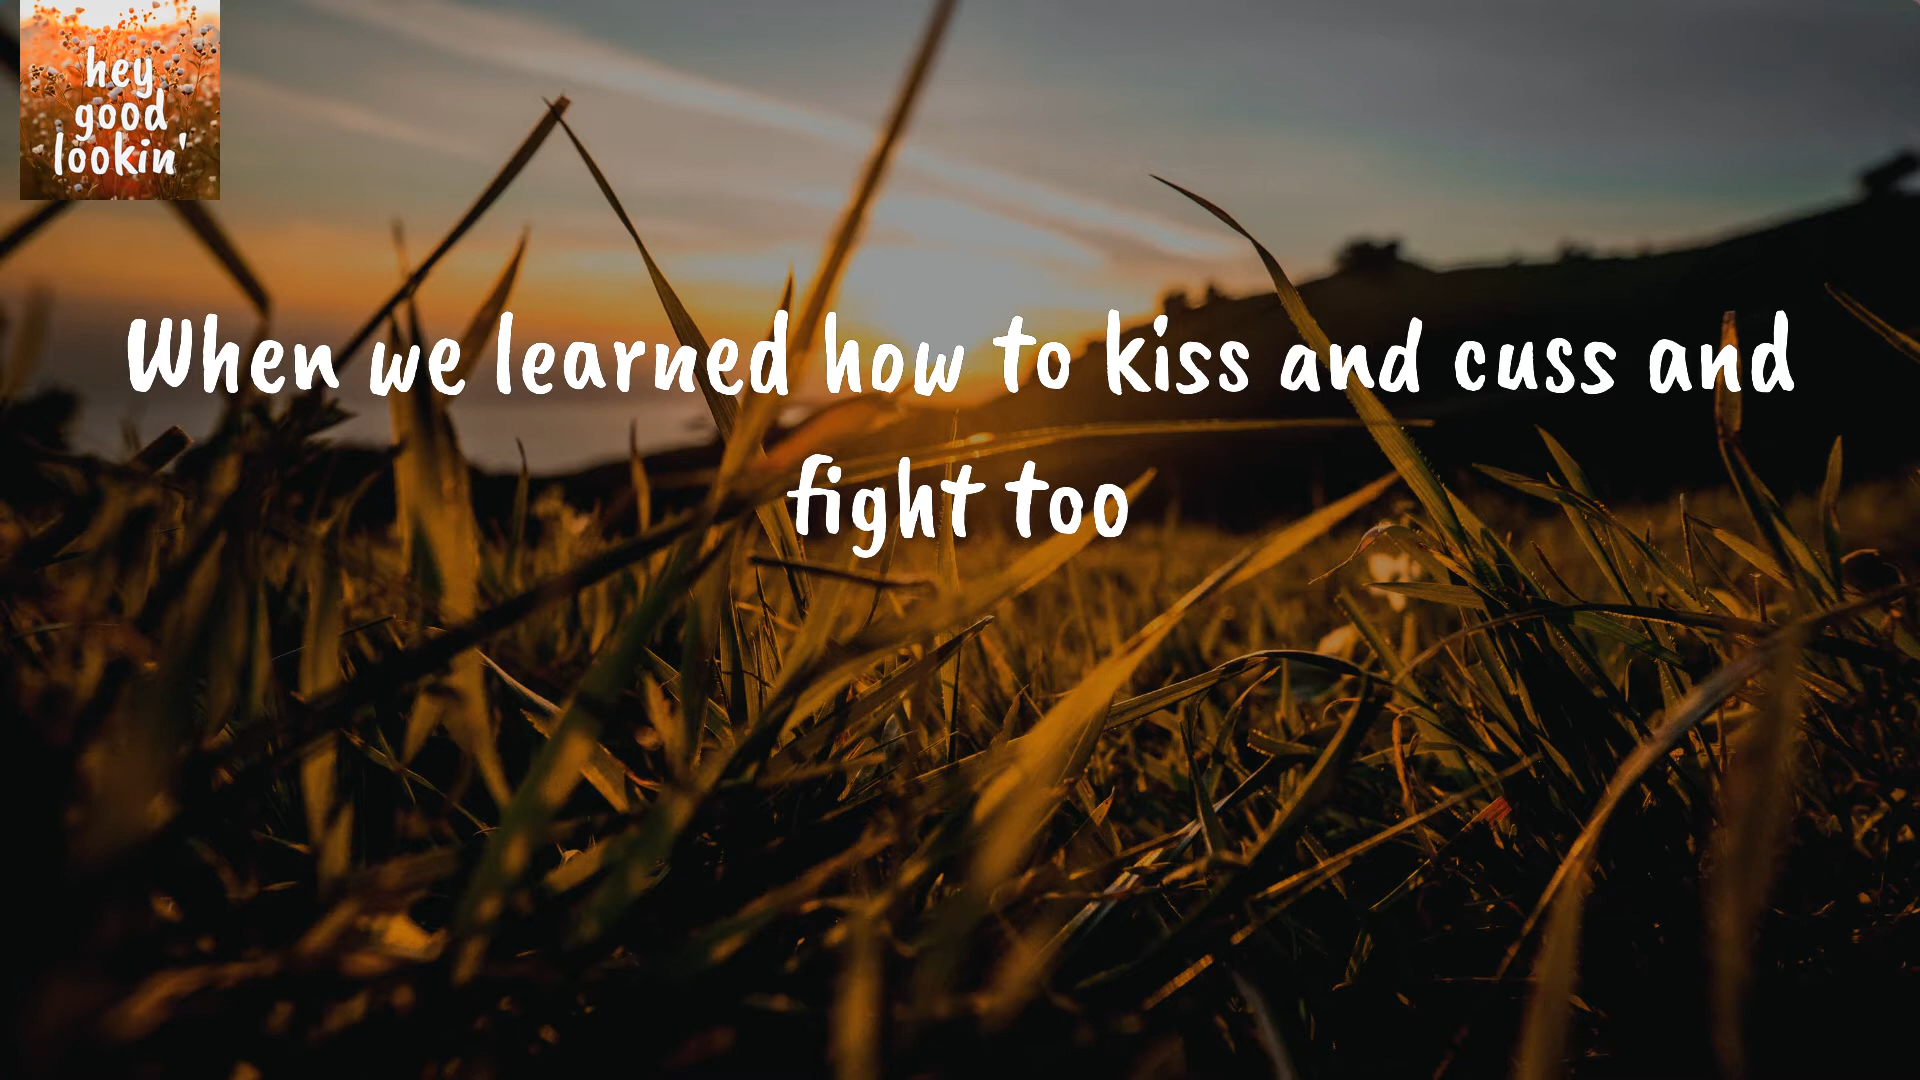 hey
good
lookin'
When we learned how to kiss and cuss and
fight too